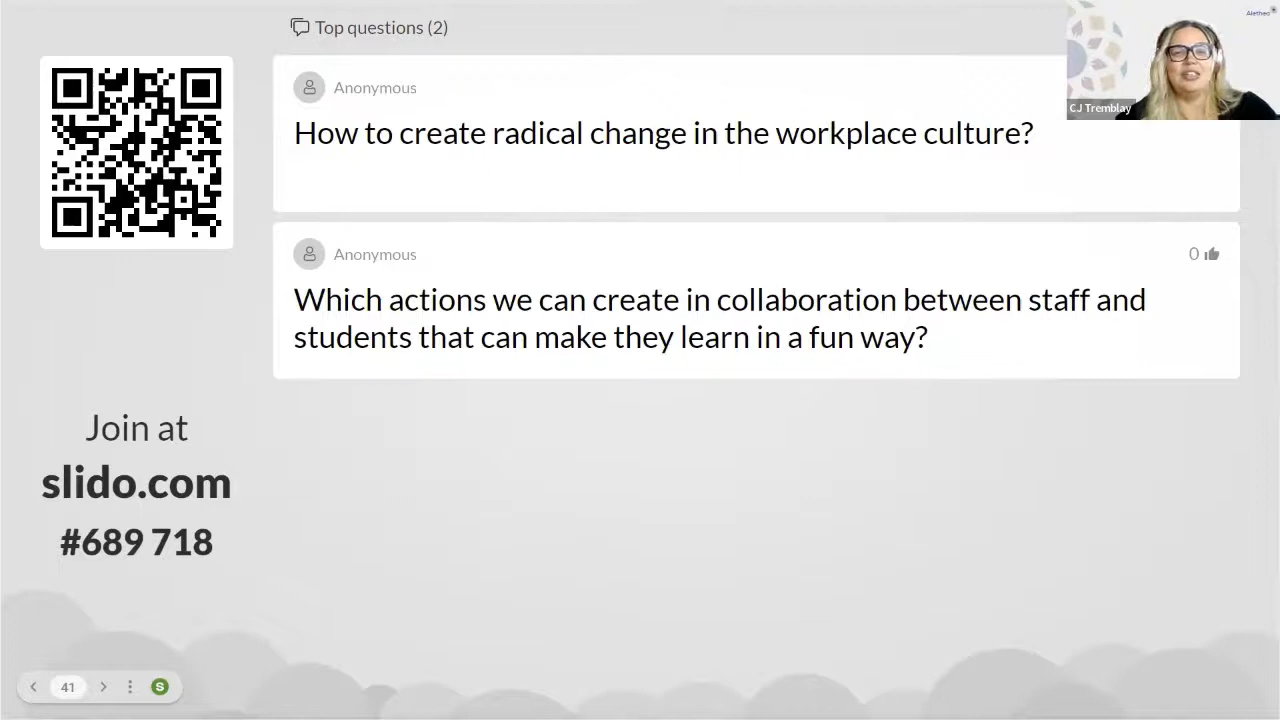 Top questions (2)
Anonymous
How to create radical change in the workplace culture?
Anonymous
0
Which actions we can create in collaboration between staff and
students that can make they learn in a fun way?
Join at
slido.com
#689 718
41
S
CJ Tremblay